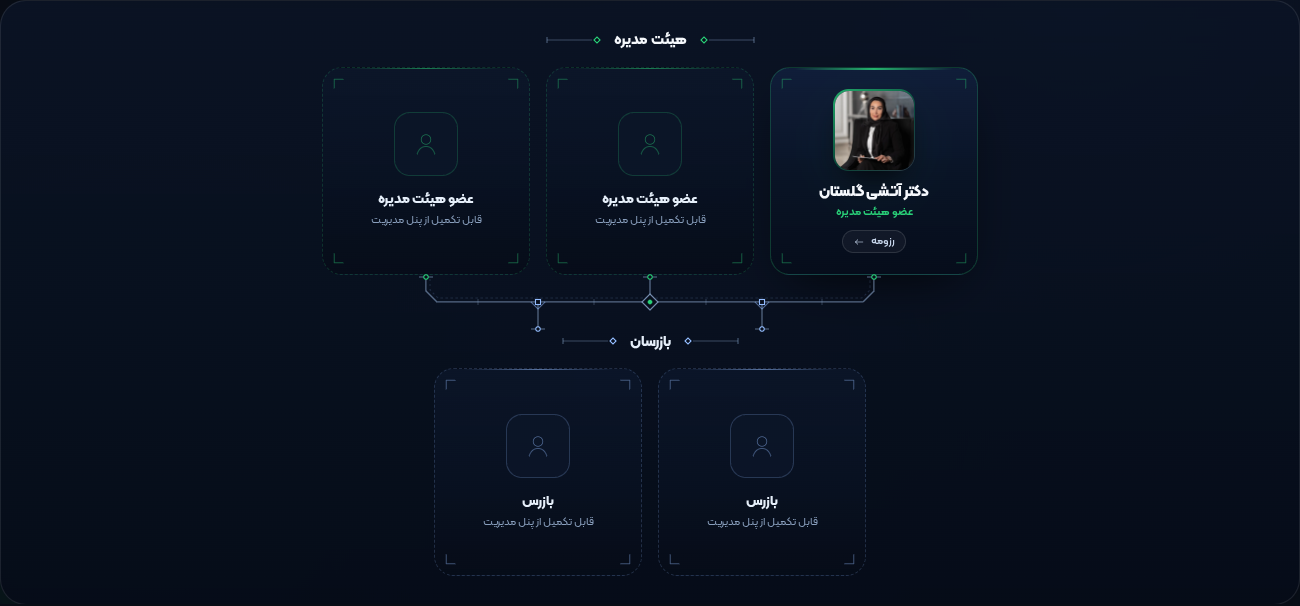 هیئت مدیره
دکتر آتشی گلستان
عضو هیئت مدیره
رزومه ←
عضو هیئت مدیره
قابل تکمیل از پنل مدیریت
عضو هیئت مدیره
قابل تکمیل از پنل مدیریت
بازرسان
بازرس
قابل تکمیل از پنل مدیریت
بازرس
قابل تکمیل از پنل مدیریت